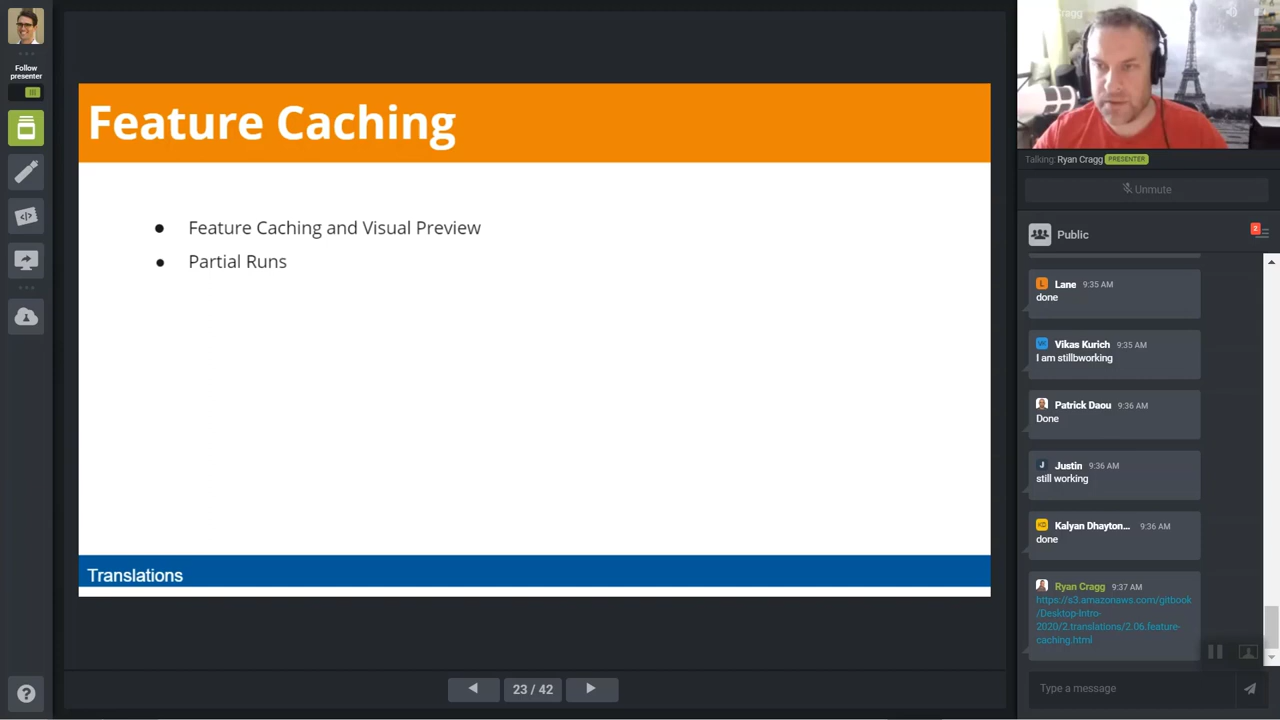 Follow
presenter
Feature Caching
● Feature Caching and Visual Preview
● Partial Runs
Translations
23 / 42
Cragg
Talking: Ryan Cragg PRESENTER
Unmute
Public
2
L Lane 9:35 AM
done
Vikas Kurich 9:35 AM
I am stillbworking
Patrick Daou 9:36 AM
Done
J Justin 9:36 AM
still working
KD Kalyan Dhayton... 9:36 AM
done
Ryan Cragg 9:37 AM
https://s3.amazonaws.com/gitbook
/Desktop-Intro-
2020/2.translations/2.06.feature-
caching.html
Type a message